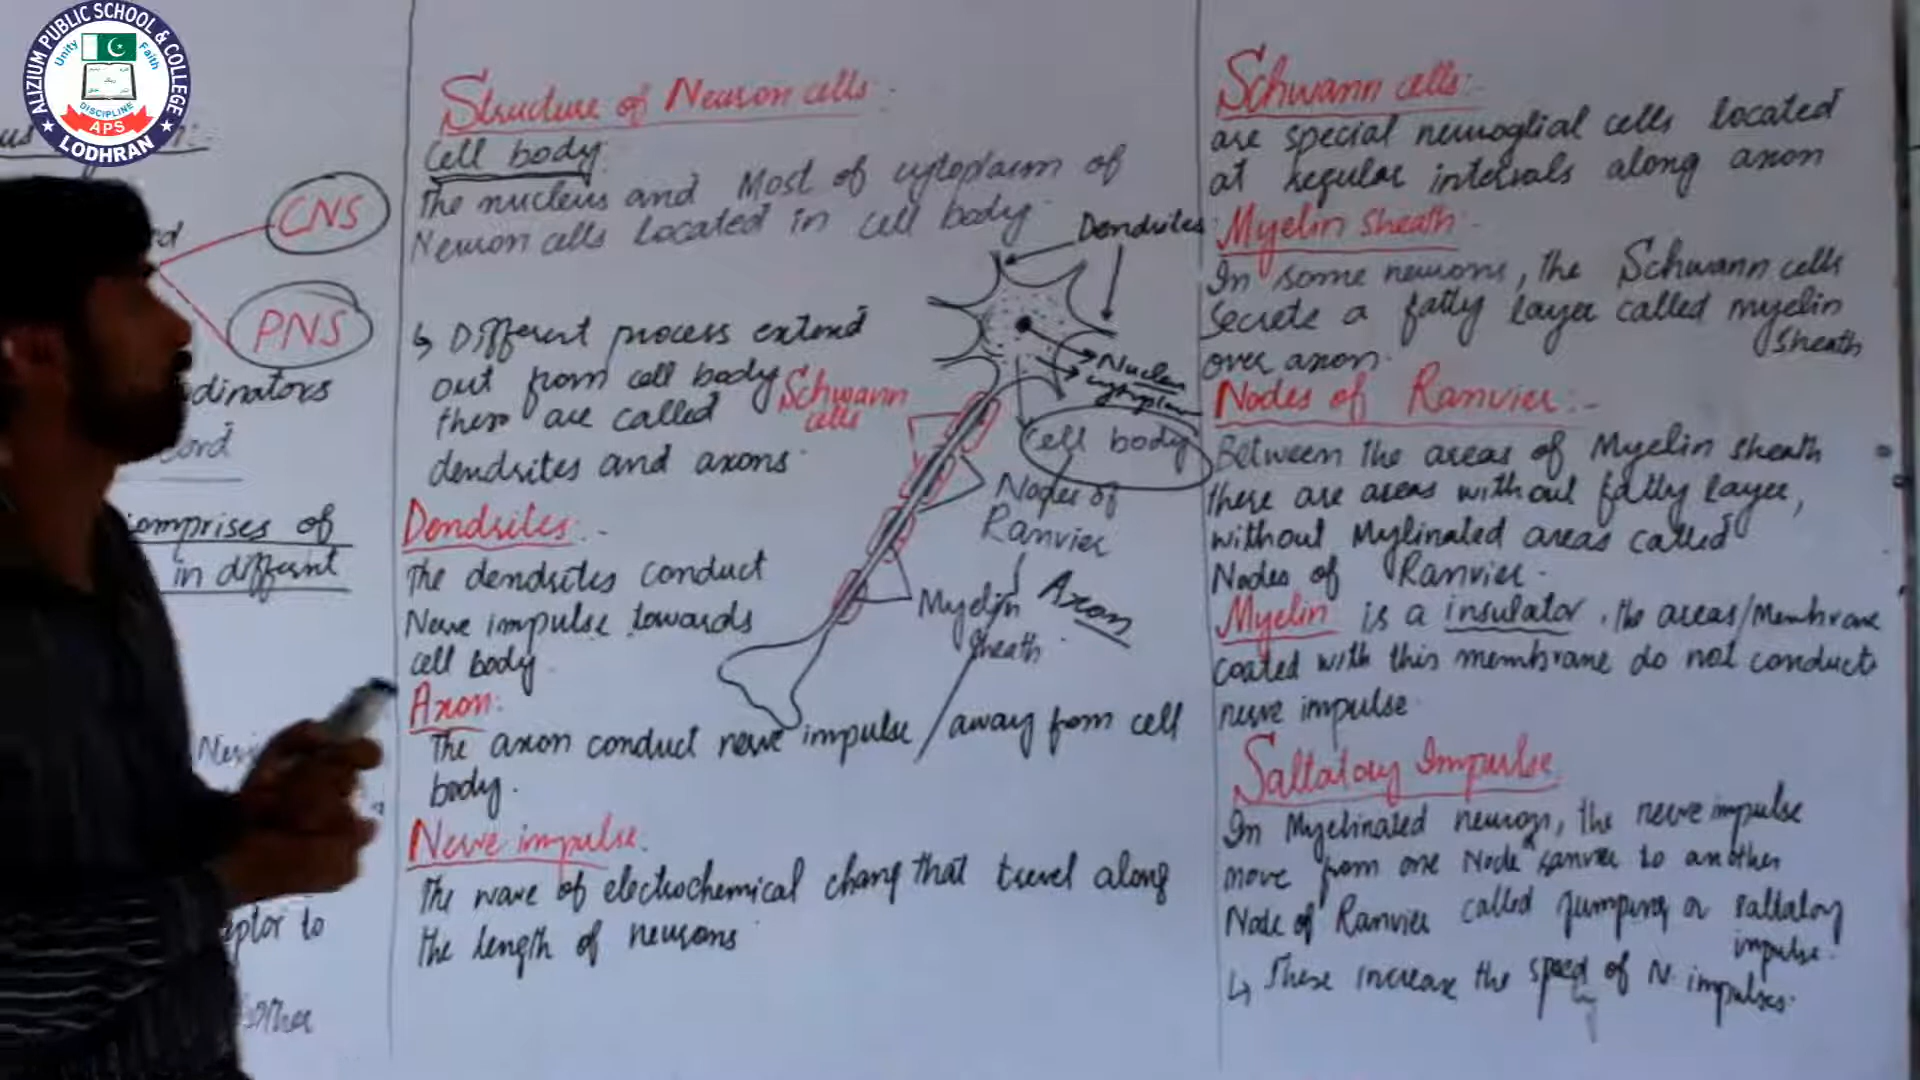 ALIZIUM PUBLIC SCHOOL & COLLEGE
Unity
Faith
DISCIPLINE
APS
LODHRAN
CNS
PNS
dinators
cord
comprises of
in differnt
ptor to
other
Structure of Neuron cells:
Cell body:
The nucleus and Most of cytoplasm of
Neuron cells Located in cell body.
↳ Different process extend
out from cell body
these are called
dendrites and axons.
Dendrites:-
The dendrites conduct
Nerve impulse towards
cell body.
Axon:
The axon conduct nerve impulse away from cell
body.
Nerve impulse.
The wave of electrochemical chang that travel along
the length of neurons
Dendrites
Schwann
cells
Cell body
Nodes of
Ranvier
Myelin
sheath
Axon
Schwann cells:-
are special neuroglial cells located
at regular intervals along axon
Myelin sheath
In some neurons, the Schwann cells
Secrete a fatty layer called myelin
sheath
over axon.
Nodes of Ranvier:-
Between the areas of Myelin sheath
there are areas without fatty layer,
without Mylinated areas called
Nodes of Ranvier.
Myelin is a insulator, the areas/Membrane
coated with this membrane do not conduct
nerve impulse.
Saltatory Impulse
In Myelinated neurons, the nerve impulse
move from one Node ranvier to another
Node of Ranvier called jumping or saltatory
impulse.
↳ These increase the speed of N. impulses.